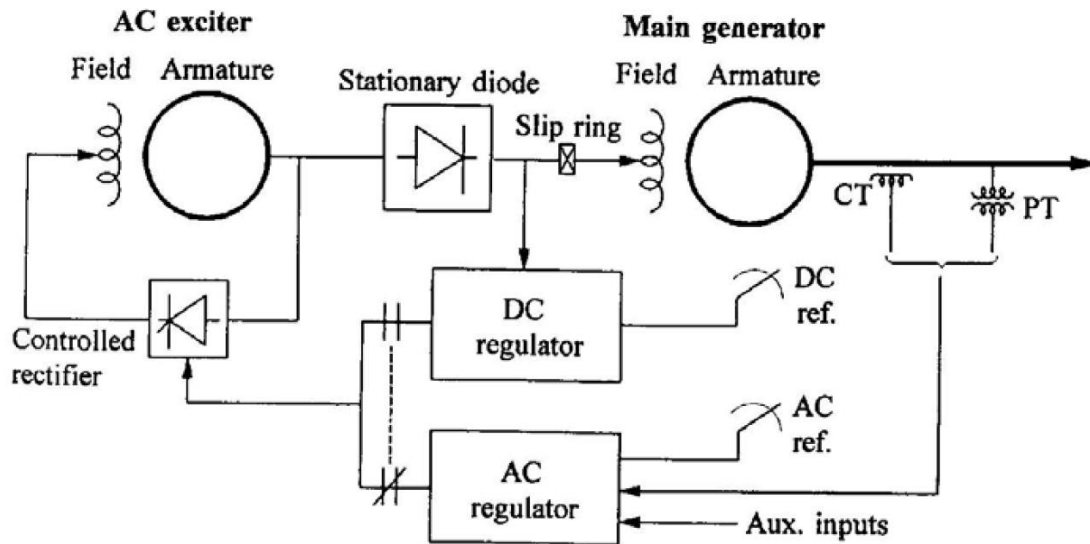 AC exciter
Main generator
Field
Armature
Stationary diode
Field
Armature
Slip ring
CT
PT
Controlled
rectifier
DC
regulator
DC
ref.
AC
regulator
AC
ref.
Aux. inputs